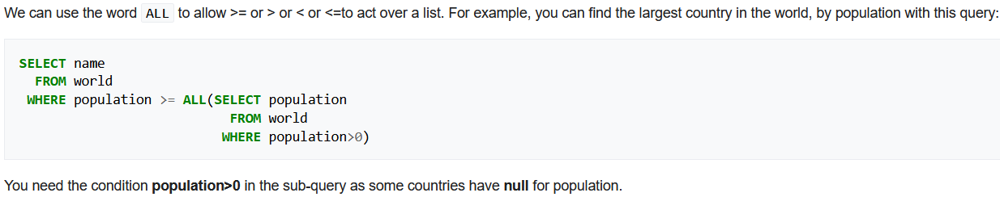 We can use the word ALL to allow >= or > or < or <=to act over a list. For example, you can find the largest country in the world, by population with this query:
SELECT name
FROM world
WHERE population >= ALL(SELECT population
FROM world
WHERE population>0)
You need the condition population>0 in the sub-query as some countries have null for population.